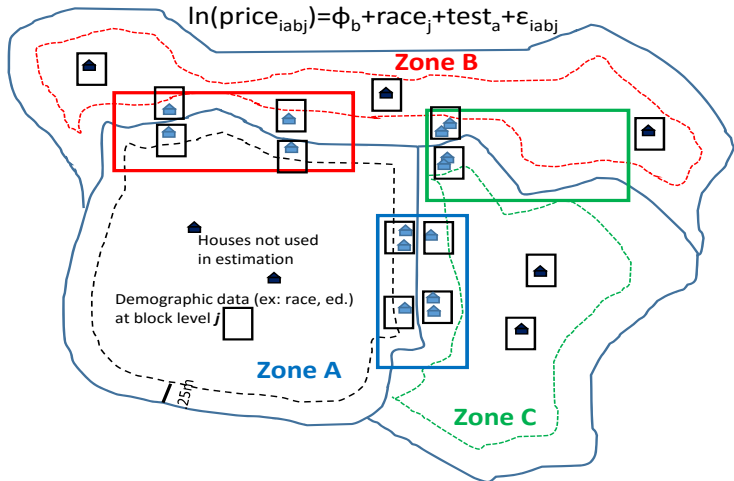 ln(price_iabj)=ϕ_b+race_j+test_a+ε_iabj
Zone B
Houses not used
in estimation
Demographic data (ex: race, ed.)
at block level j
Zone A
.25m
Zone C